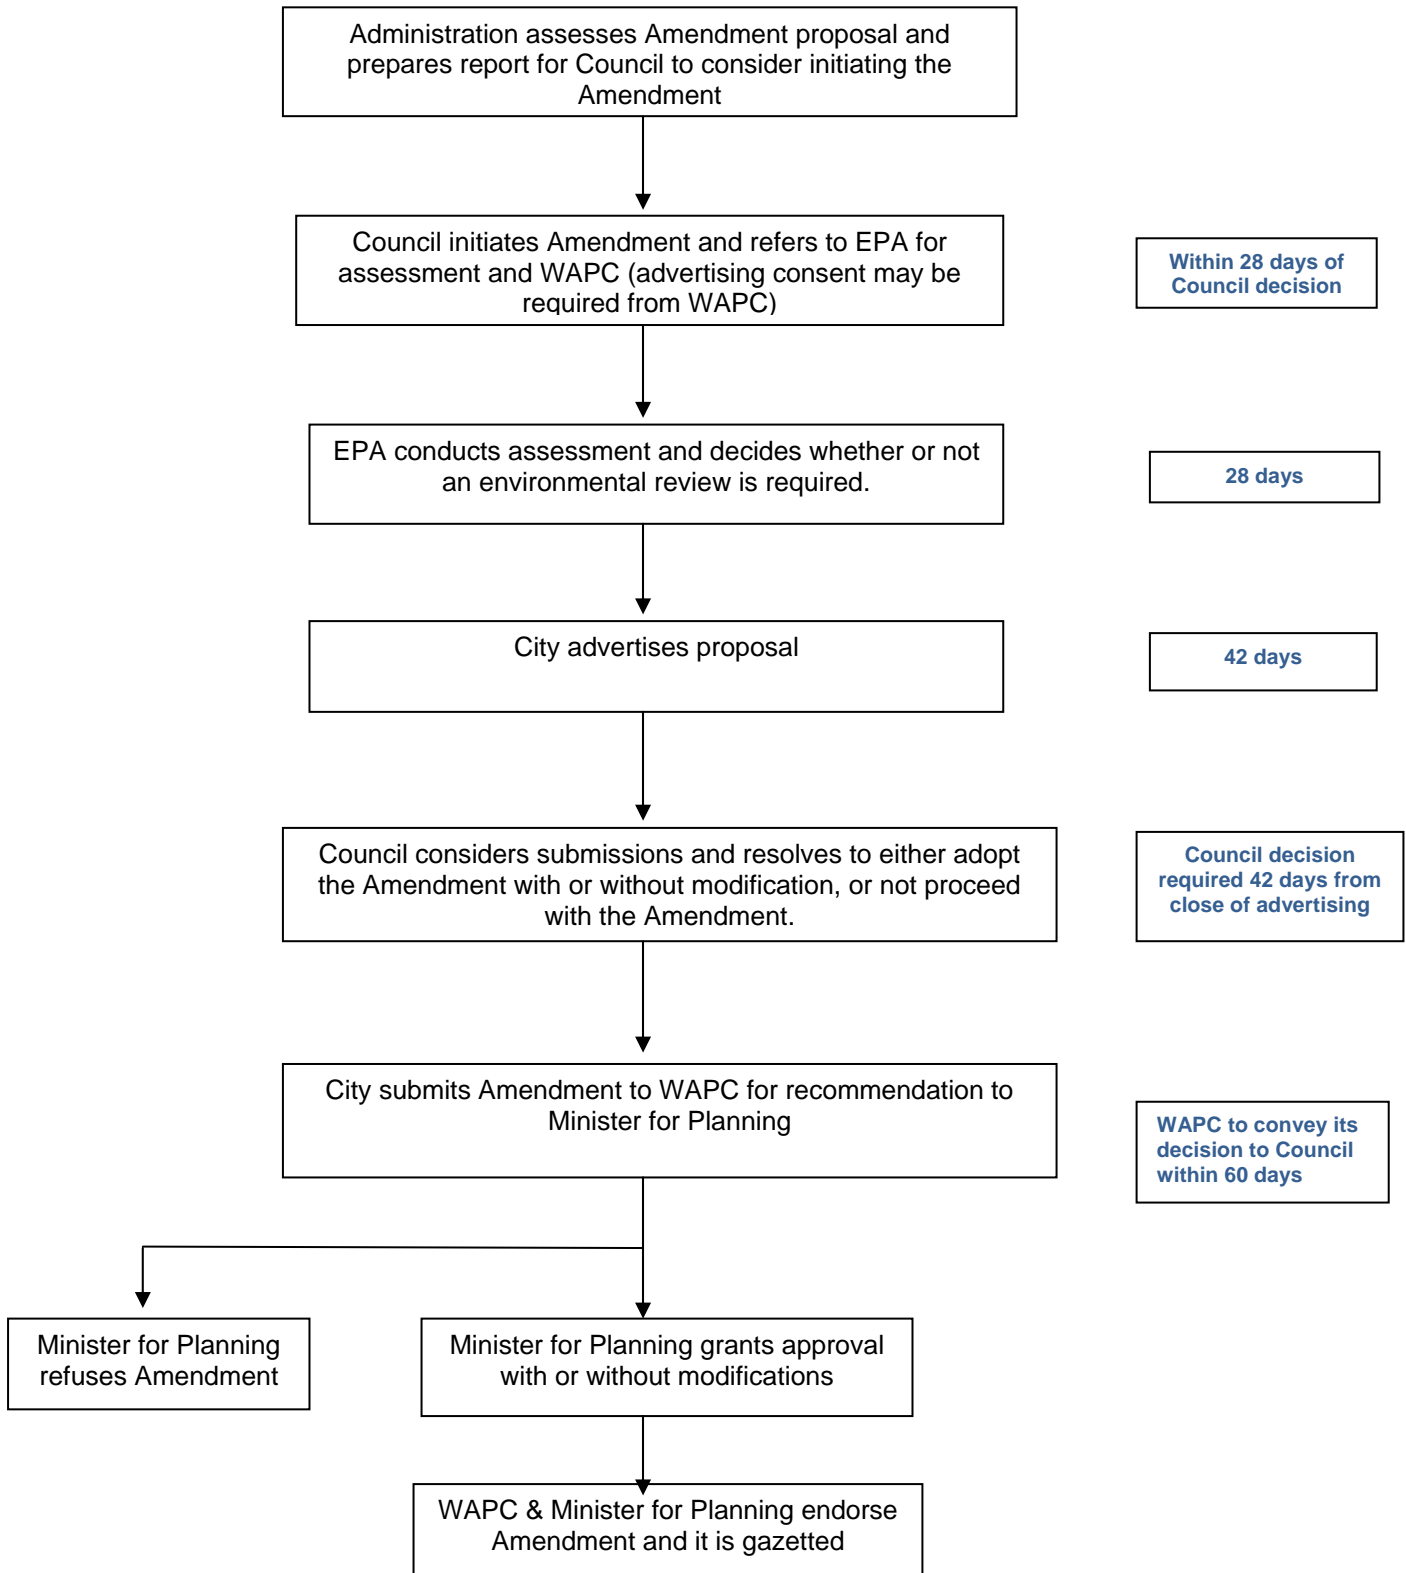 Administration assesses Amendment proposal and
prepares report for Council to consider initiating the
Amendment
Council initiates Amendment and refers to EPA for
assessment and WAPC (advertising consent may be
required from WAPC)
Within 28 days of
Council decision
EPA conducts assessment and decides whether or not
an environmental review is required.
28 days
City advertises proposal
42 days
Council considers submissions and resolves to either adopt
the Amendment with or without modification, or not proceed
with the Amendment.
Council decision
required 42 days from
close of advertising
City submits Amendment to WAPC for recommendation to
Minister for Planning
WAPC to convey its
decision to Council
within 60 days
Minister for Planning
refuses Amendment
Minister for Planning grants approval
with or without modifications
WAPC & Minister for Planning endorse
Amendment and it is gazetted